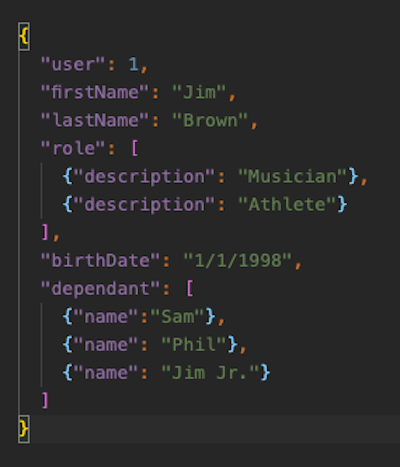 {
"user": 1,
"firstName": "Jim",
"lastName": "Brown",
"role": [
{"description": "Musician"},
{"description": "Athlete"}
],
"birthDate": "1/1/1998",
"dependant": [
{"name":"Sam"},
{"name": "Phil"},
{"name": "Jim Jr."}
]
}